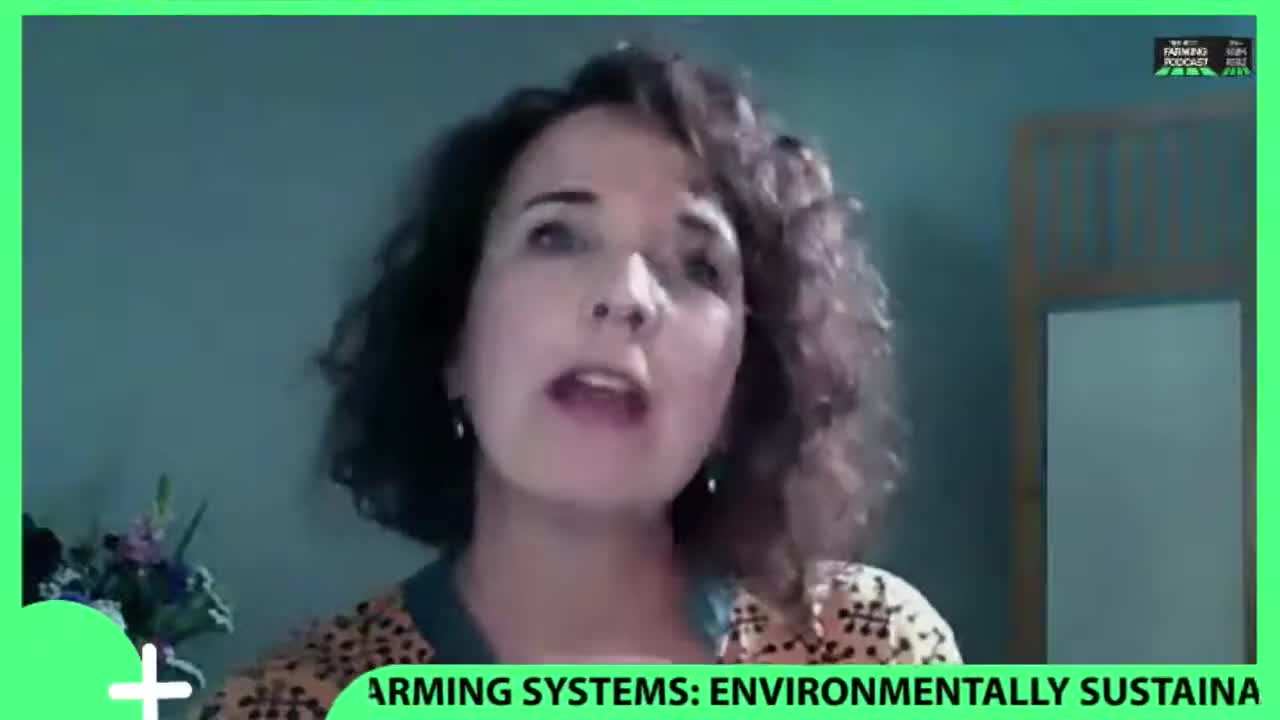 FARMING
PODCAST
ARMING SYSTEMS: ENVIRONMENTALLY SUSTAINA